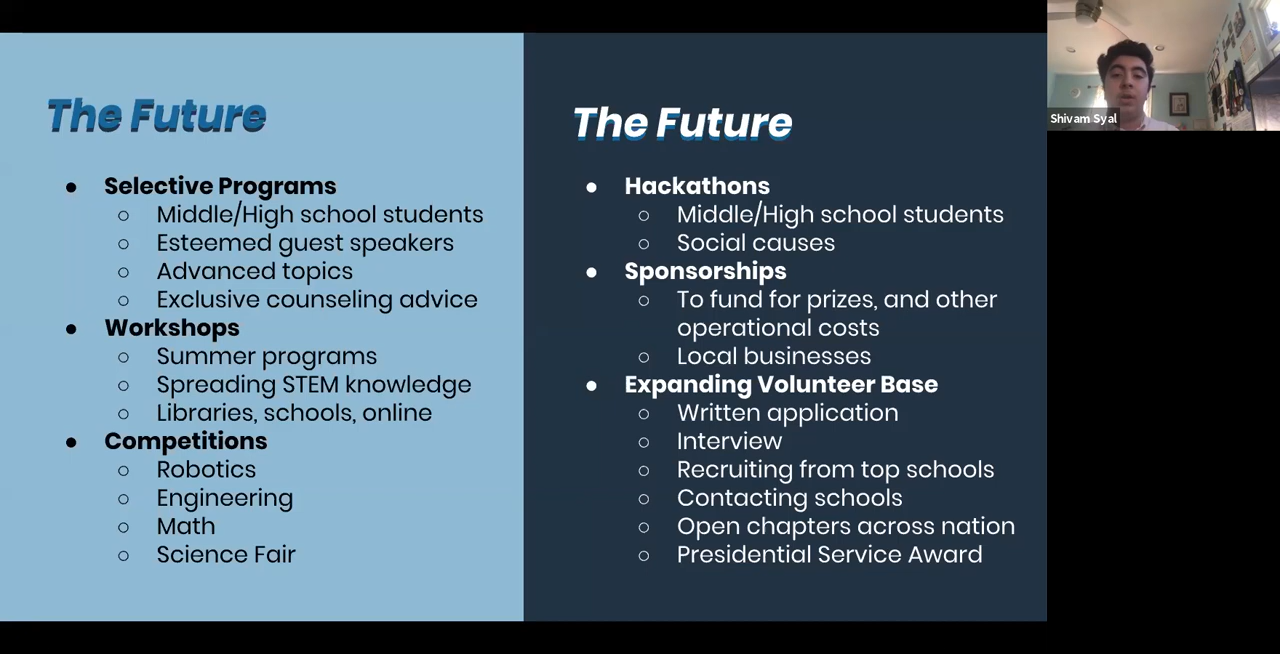 The Future
● Selective Programs
○ Middle/High school students
○ Esteemed guest speakers
○ Advanced topics
○ Exclusive counseling advice
● Workshops
○ Summer programs
○ Spreading STEM knowledge
○ Libraries, schools, online
● Competitions
○ Robotics
○ Engineering
○ Math
○ Science Fair
The Future
● Hackathons
○ Middle/High school students
○ Social causes
● Sponsorships
○ To fund for prizes, and other
operational costs
○ Local businesses
● Expanding Volunteer Base
○ Written application
○ Interview
○ Recruiting from top schools
○ Contacting schools
○ Open chapters across nation
○ Presidential Service Award
Shivam Syal